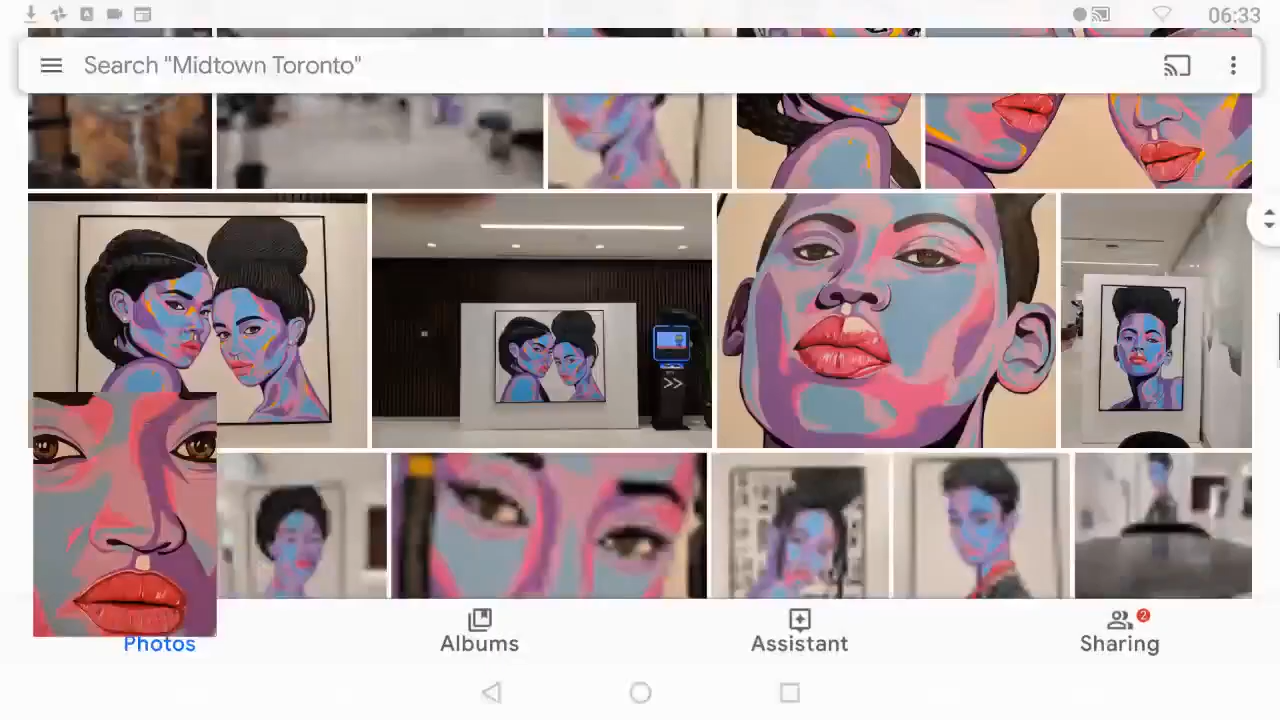 06:33
Search "Midtown Toronto"
>>
Photos
Albums
Assistant
Sharing
2